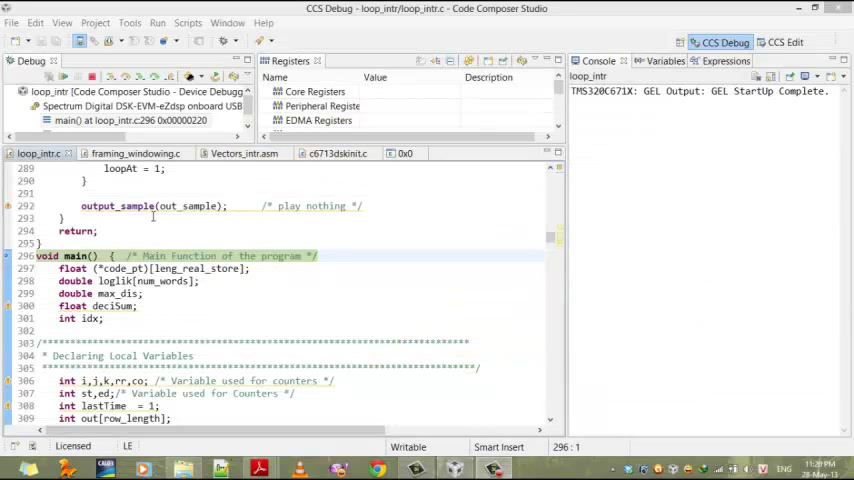 CCS Debug - loop_intr/loop_intr.c - Code Composer Studio
File Edit View Project Tools Run Scripts Window Help
CCS Debug CCS Edit
Debug
loop_intr [Code Composer Studio - Device Debugg
Spectrum Digital DSK-EVM-eZdsp onboard USB
main() at loop_intr.c:296 0x00000220
Registers
Name Value Description
Core Registers
Peripheral Registe
EDMA Registers
Console Variables Expressions
loop_intr
TMS320C671X: GEL Output: GEL StartUp Complete.
loop_intr.c framing_windowing.c Vectors_intr.asm c6713dskinit.c 0x0
289 loopAt = 1;
290 }
291
292 output_sample(out_sample); /* play nothing */
293 }
294 return;
295 }
296 void main() { /* Main Function of the program */
297 float (*code_pt)[leng_real_store];
298 double loglik[num_words];
299 double max_dis;
300 float deciSum;
301 int idx;
302
303 /***************************************************************************
304 * Declaring Local Variables
305 ***************************************************************************/
306 int i,j,k,rr,co; /* Variable used for counters */
307 int st,ed;/* Variable used for Counters */
308 int lastTime = 1;
309 int out[row_length];
Licensed LE Writable Smart Insert 296 : 1
ENG 11:20 PM
28-May-13